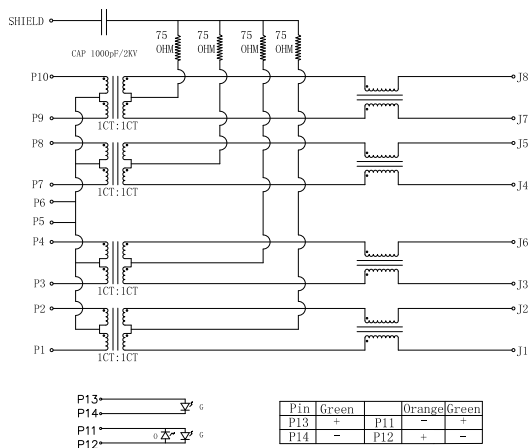 SHIELD
CAP 1000pF/2KV
75 OHM
75 OHM
75 OHM
75 OHM
P10
J8
P9
J7
1CT:1CT
P8
J5
P7
J4
1CT:1CT
P6
P5
P4
J6
P3
J3
1CT:1CT
P2
J2
P1
J1
1CT:1CT
P13
P14
G
P11
P12
O
G
Pin Green Orange Green
P13 + P11 - +
P14 - P12 + -